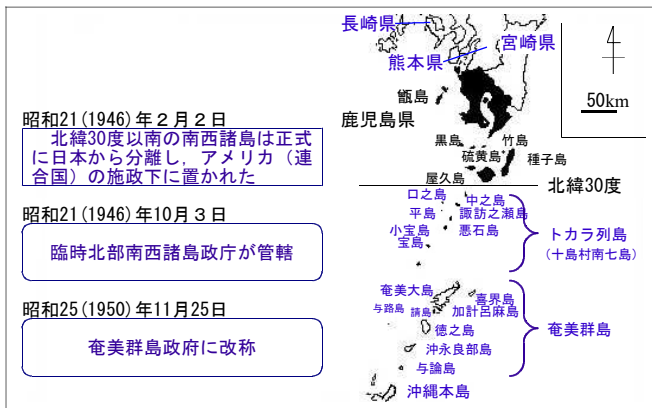 長崎県
宮崎県
熊本県
甑島
鹿児島県
50km
昭和21(1946)年2月2日
北緯30度以南の南西諸島は正式
に日本から分離し,アメリカ(連
合国)の施政下に置かれた
黒島
竹島
硫黄島
種子島
屋久島
北緯30度
昭和21(1946)年10月3日
臨時北部南西諸島政庁が管轄
口之島
中之島
平島
諏訪之瀬島
小宝島
悪石島
宝島
トカラ列島
(十島村南七島)
昭和25(1950)年11月25日
奄美群島政府に改称
奄美大島
喜界島
与路島
請島
加計呂麻島
徳之島
奄美群島
沖永良部島
与論島
沖縄本島
4